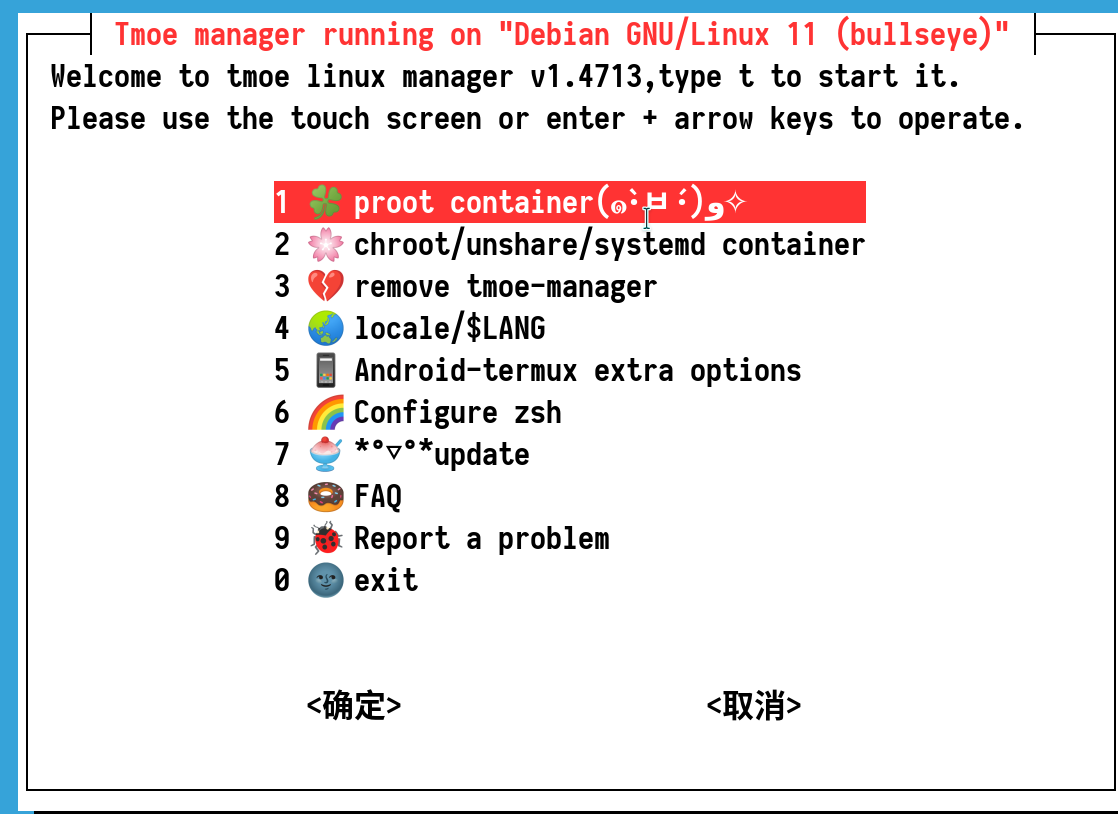 Tmoe manager running on "Debian GNU/Linux 11 (bullseye)"
Welcome to tmoe linux manager v1.4713,type t to start it.
Please use the touch screen or enter + arrow keys to operate.
1 🍀 proot container(๑•̀ㅂ•́)و✧
2 🌸 chroot/unshare/systemd container
3 💔 remove tmoe-manager
4 🌏 locale/$LANG
5 📱 Android-termux extra options
6 🌈 Configure zsh
7 🍧 *°▽°*update
8 🍩 FAQ
9 🐞 Report a problem
0 🌚 exit
<确定> <取消>